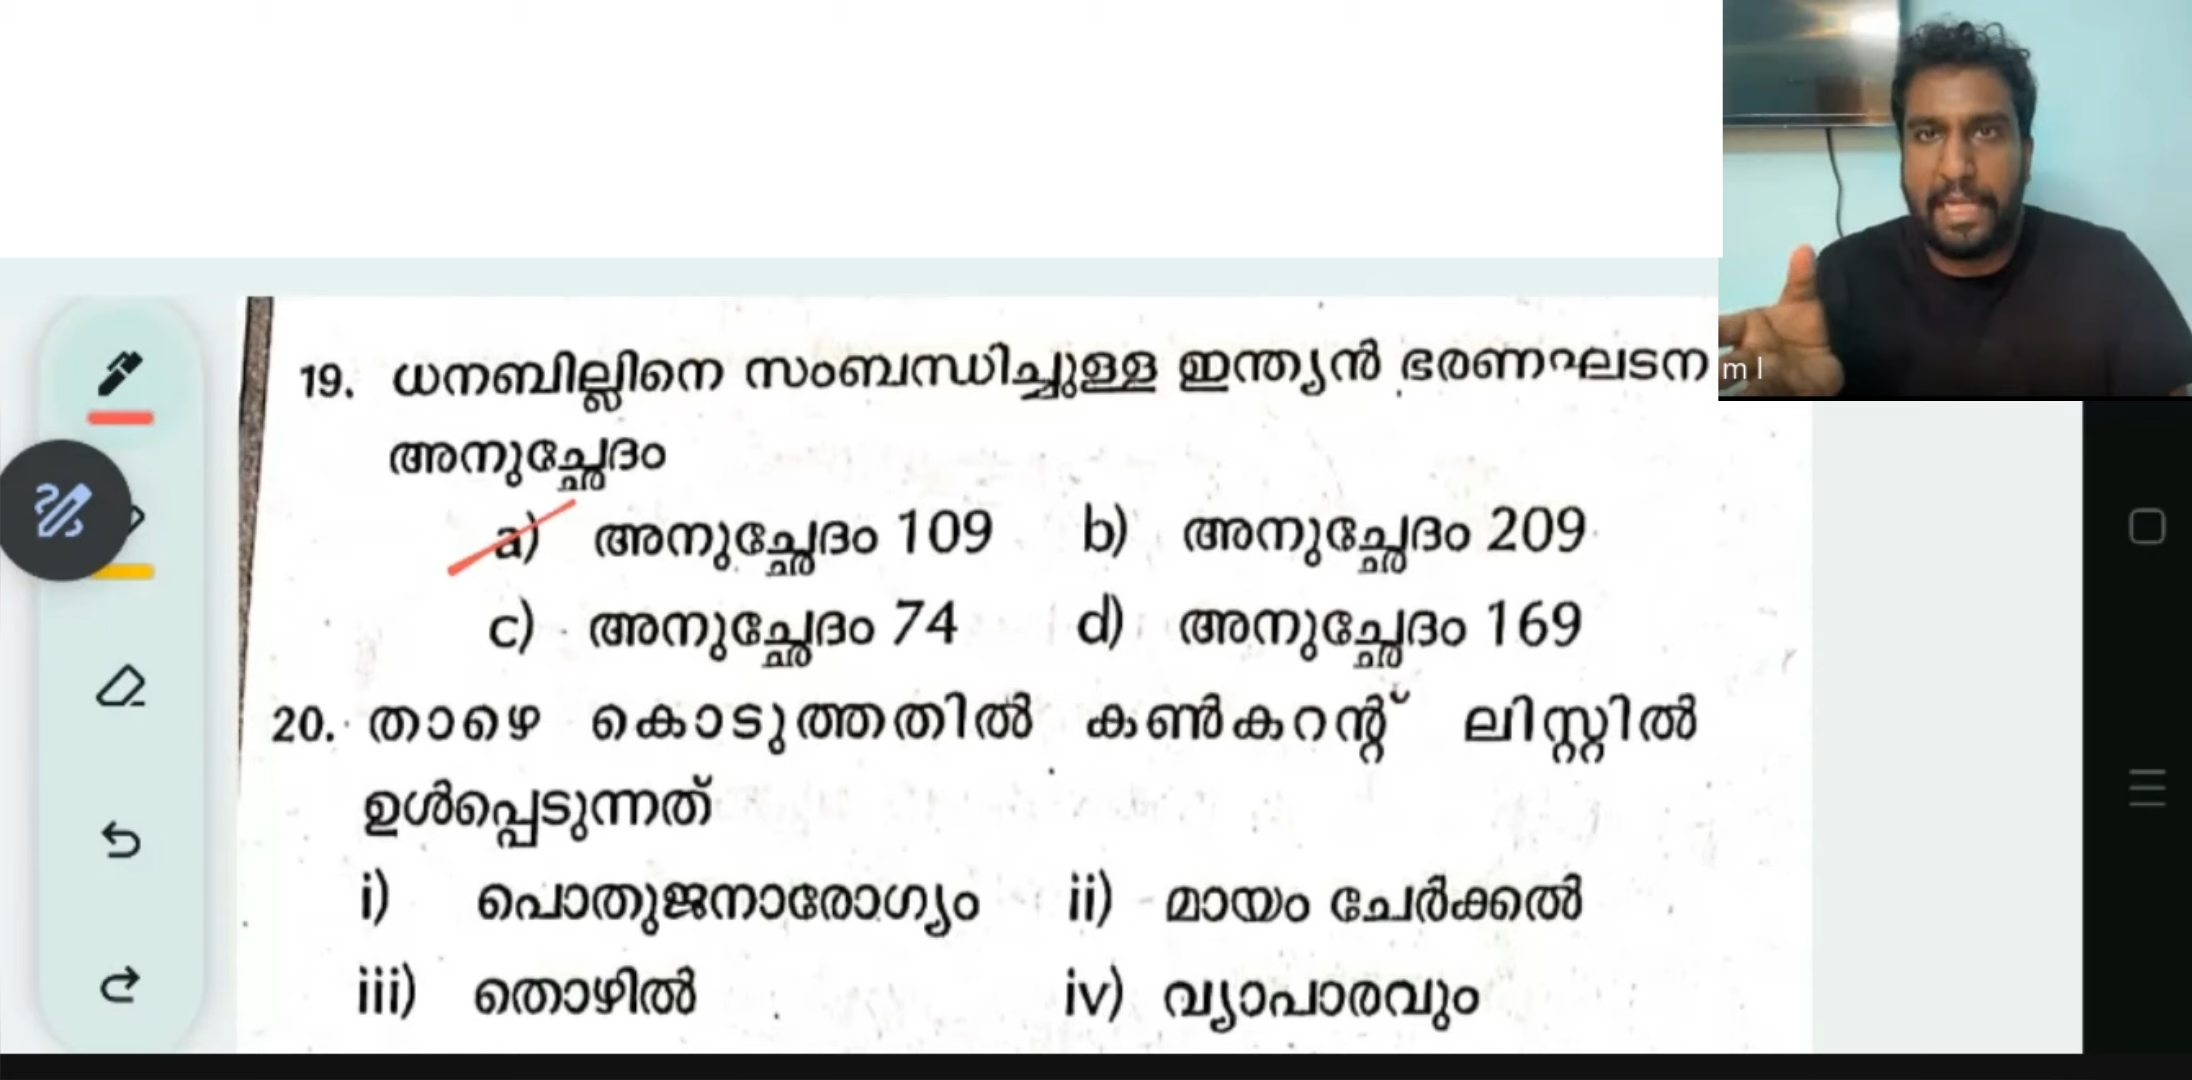 m l
19. ധനബില്ലിനെ സംബന്ധിച്ചുള്ള ഇന്ത്യൻ ഭരണഘടന
അനുച്ഛേദം
a) അനുച്ഛേദം 109 b) അനുച്ഛേദം 209
c) അനുച്ഛേദം 74 d) അനുച്ഛേദം 169
20. താഴെ കൊടുത്തതിൽ കൺകറന്റ് ലിസ്റ്റിൽ
ഉൾപ്പെടുന്നത്
i) പൊതുജനാരോഗ്യം ii) മായം ചേർക്കൽ
iii) തൊഴിൽ iv) വ്യാപാരവും